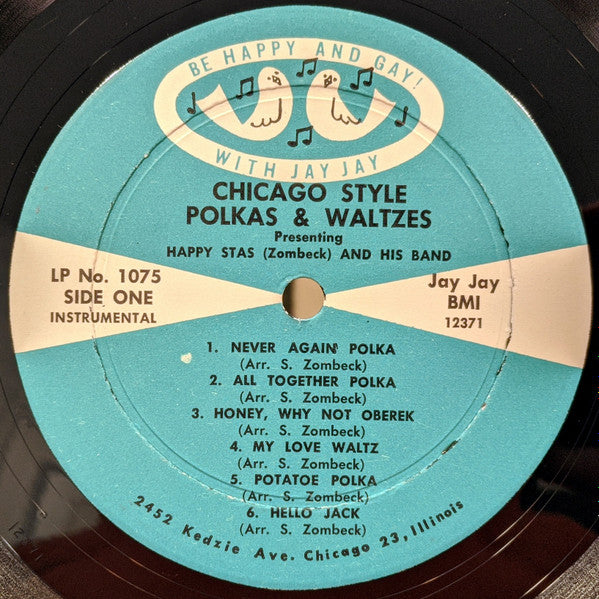 BE HAPPY AND GAY!
WITH JAY JAY
CHICAGO STYLE
POLKAS & WALTZES
Presenting
HAPPY STAS (Zombeck) AND HIS BAND
LP No. 1075
SIDE ONE
INSTRUMENTAL
Jay Jay
BMI
12371
1. NEVER AGAIN POLKA
(Arr. S. Zombeck)
2. ALL TOGETHER POLKA
(Arr. S. Zombeck)
3. HONEY, WHY NOT OBEREK
(Arr. S. Zombeck)
4. MY LOVE WALTZ
(Arr. S. Zombeck)
5. POTATOE POLKA
(Arr. S. Zombeck)
6. HELLO JACK
(Arr. S. Zombeck)
2452 Kedzie Ave. Chicago 23, Illinois